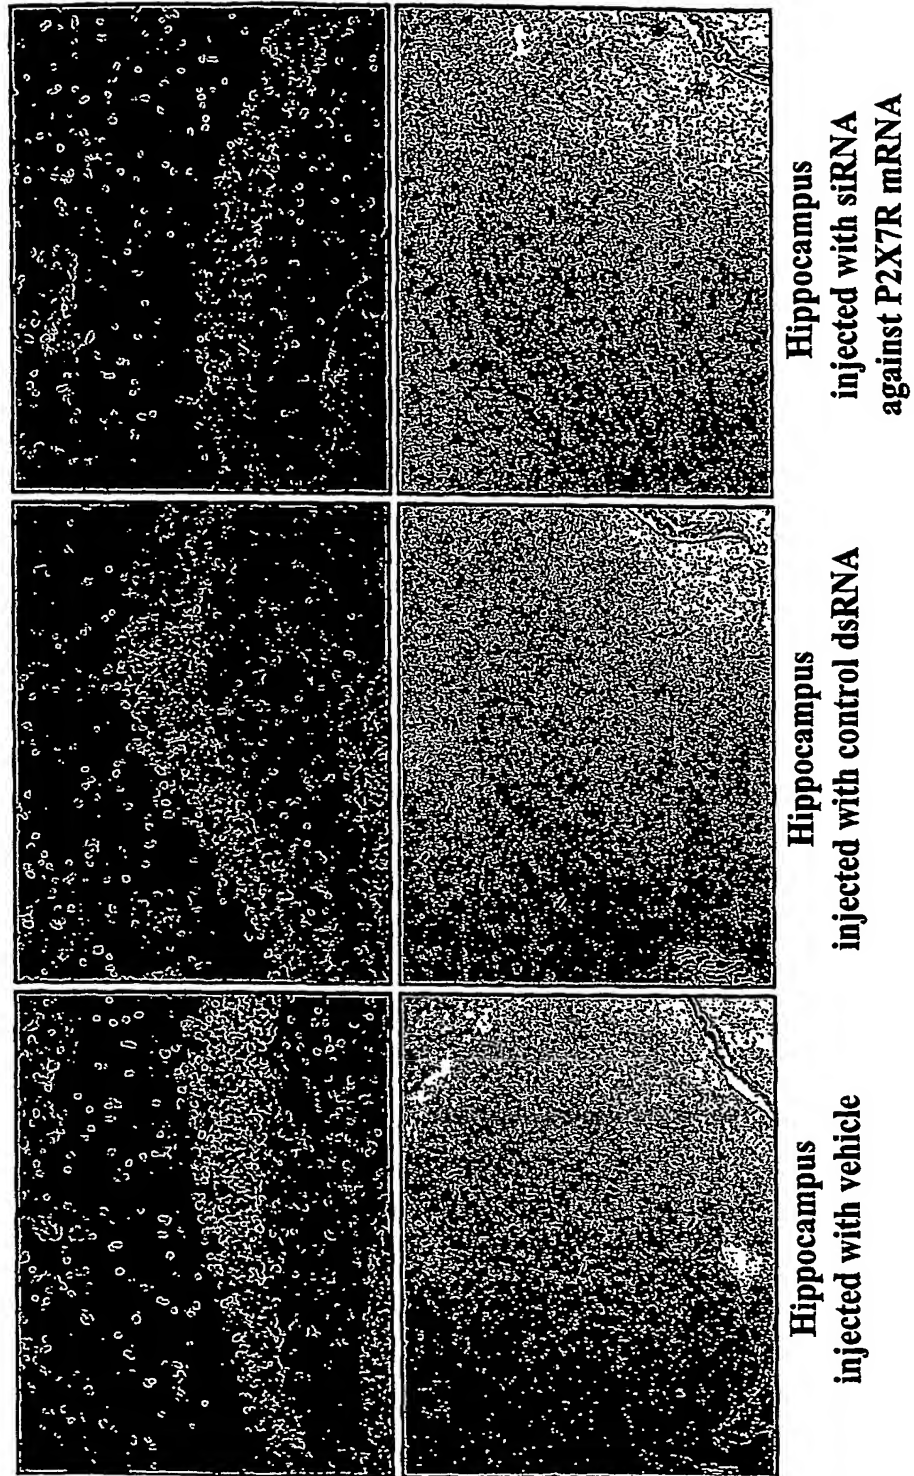 Hippocampus
injected with vehicle
Hippocampus
injected with control dsRNA
Hippocampus
injected with siRNA
against P2X7R mRNA